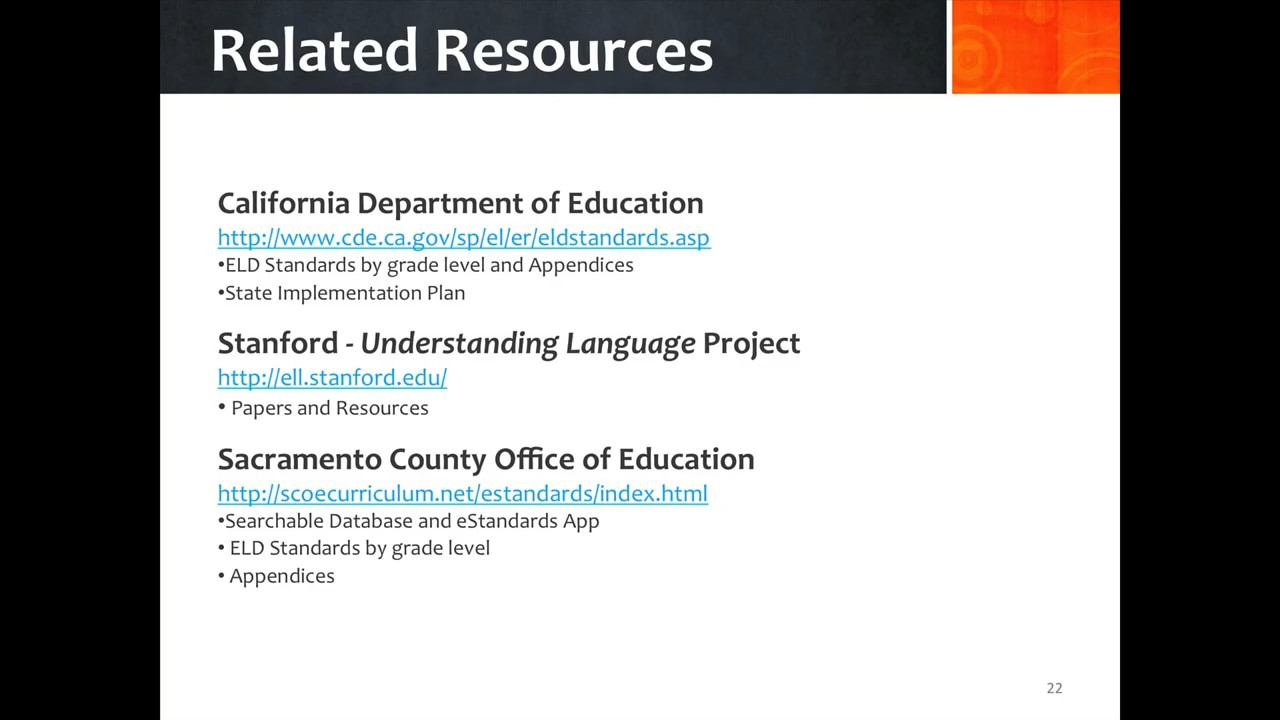 Related Resources
California Department of Education
http://www.cde.ca.gov/sp/el/er/eldstandards.asp
•ELD Standards by grade level and Appendices
•State Implementation Plan
Stanford - Understanding Language Project
http://ell.stanford.edu/
• Papers and Resources
Sacramento County Office of Education
http://scoecurriculum.net/estandards/index.html
•Searchable Database and eStandards App
• ELD Standards by grade level
• Appendices
22